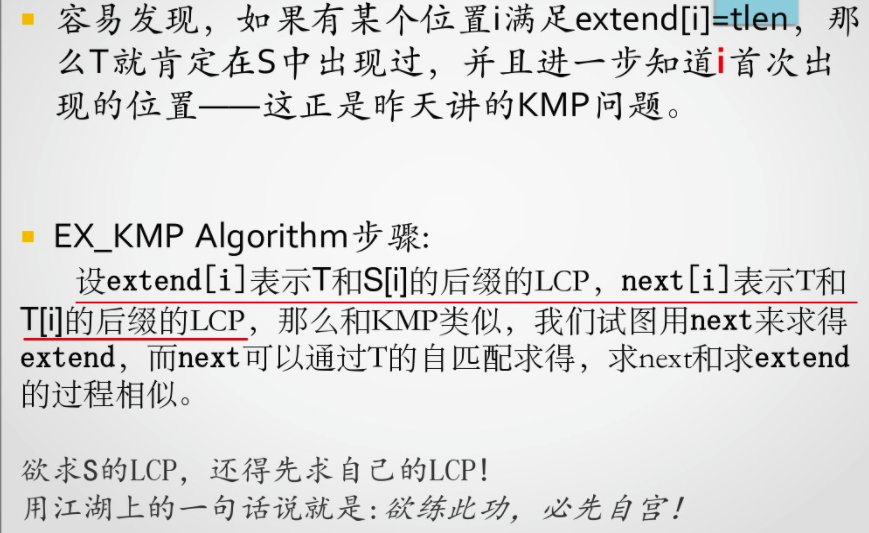 容易发现，如果有某个位置i满足extend[i]=tlen，那
么T就肯定在S中出现过，并且进一步知道i首次出
现的位置——这正是昨天讲的KMP问题。
EX_KMP Algorithm步骤:
设extend[i]表示T和S[i]的后缀的LCP，next[i]表示T和
T[i]的后缀的LCP，那么和KMP类似，我们试图用next来求得
extend，而next可以通过T的自匹配求得，求next和求extend
的过程相似。
欲求S的LCP，还得先求自己的LCP！
用江湖上的一句话说就是:欲练此功，必先自宫！